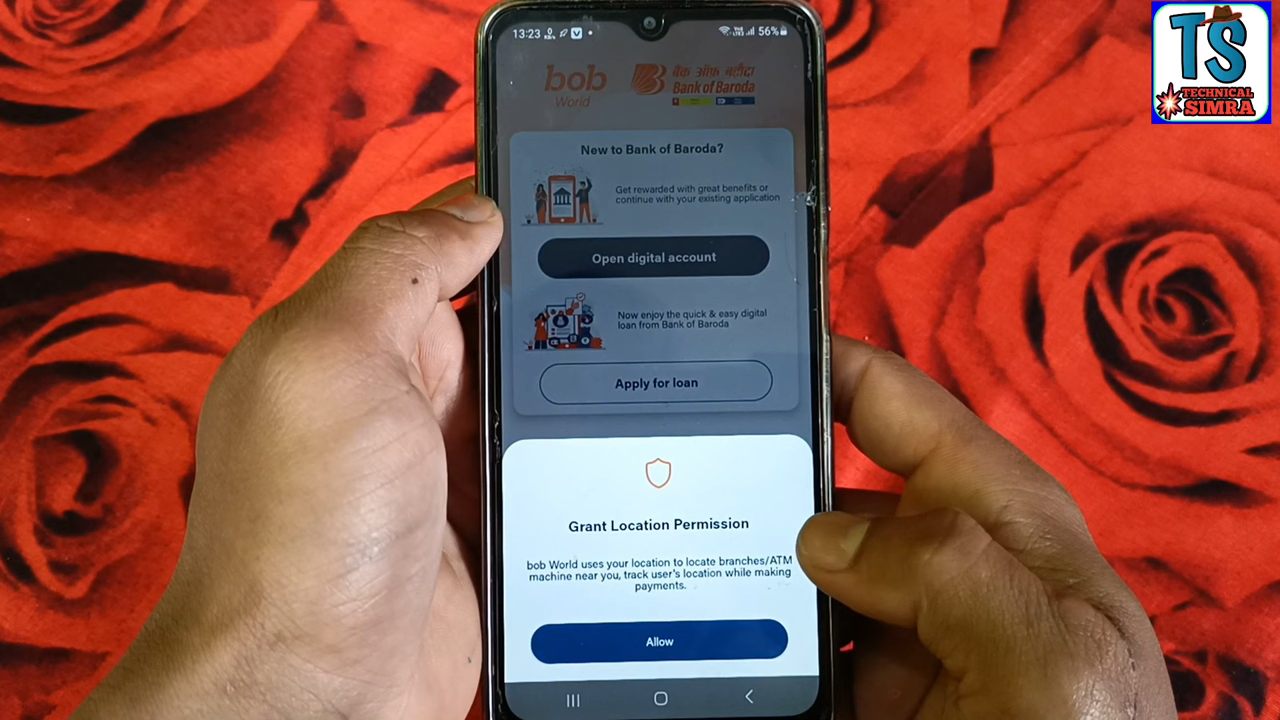 13:23
56%
bob
World
बैंक ऑफ़ बड़ौदा
Bank of Baroda
New to Bank of Baroda?
Get rewarded with great benefits or
continue with your existing application
Open digital account
Now enjoy the quick & easy digital
loan from Bank of Baroda
Apply for loan
Grant Location Permission
bob World uses your location to locate branches/ATM
machine near you, track user's location while making
payments.
Allow
TS
TECHNICAL
SIMRA